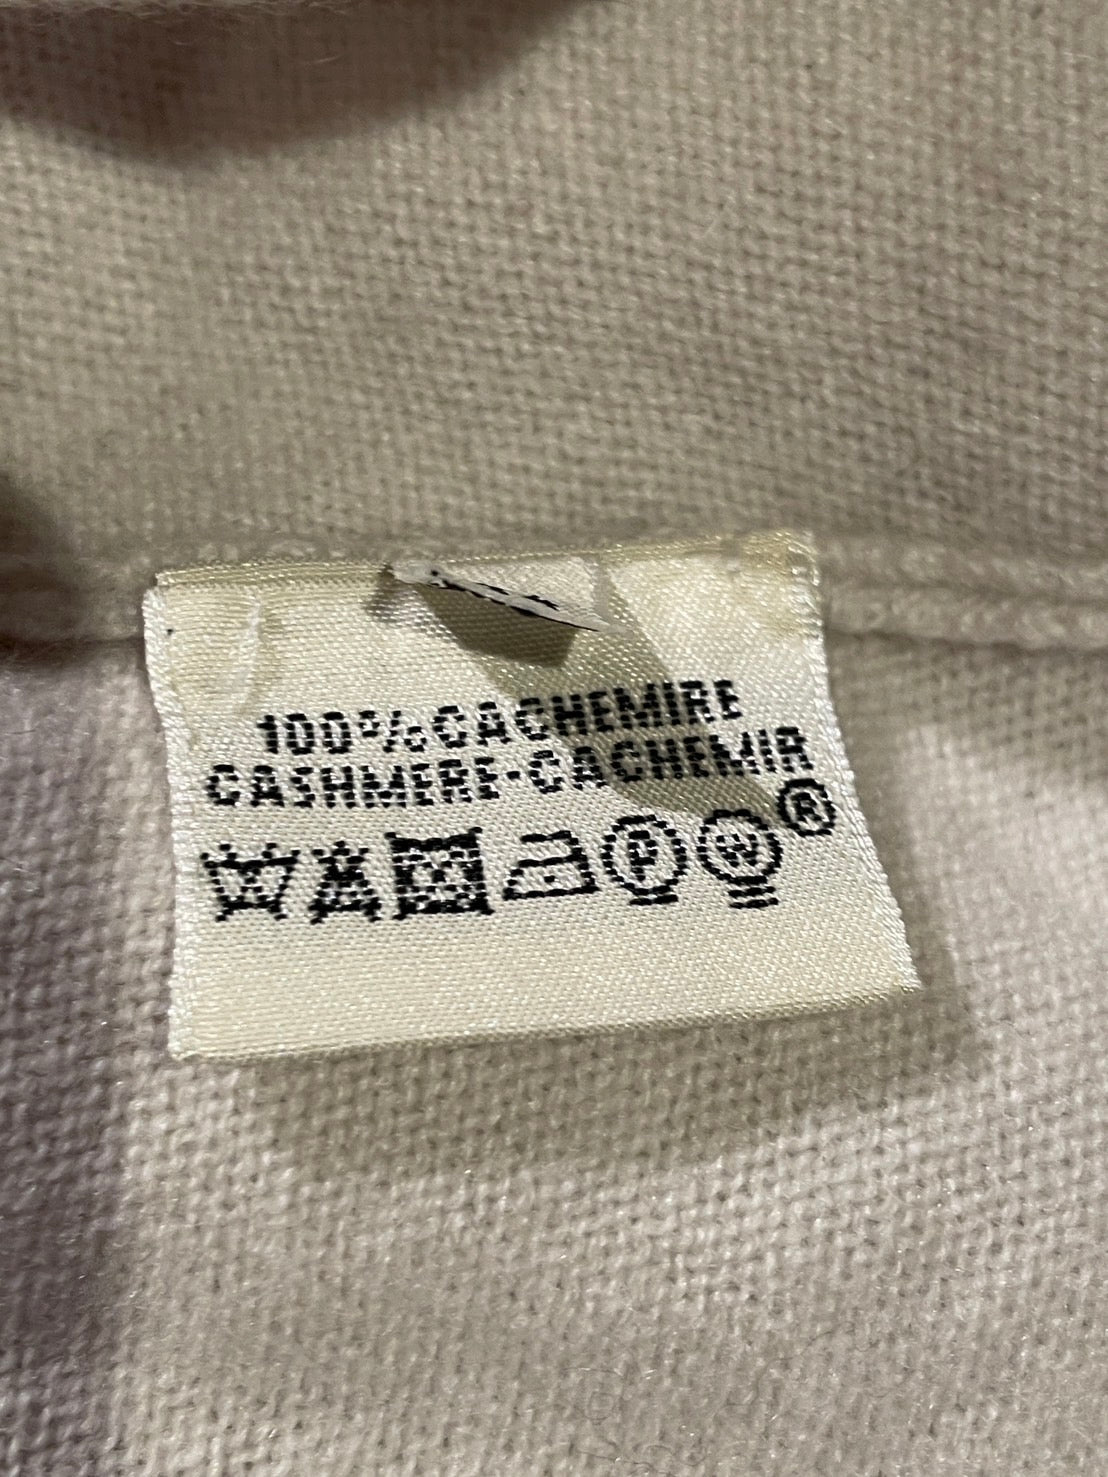 100%CACHEMIRE
CASHMERE-CACHEMIR
P W ®